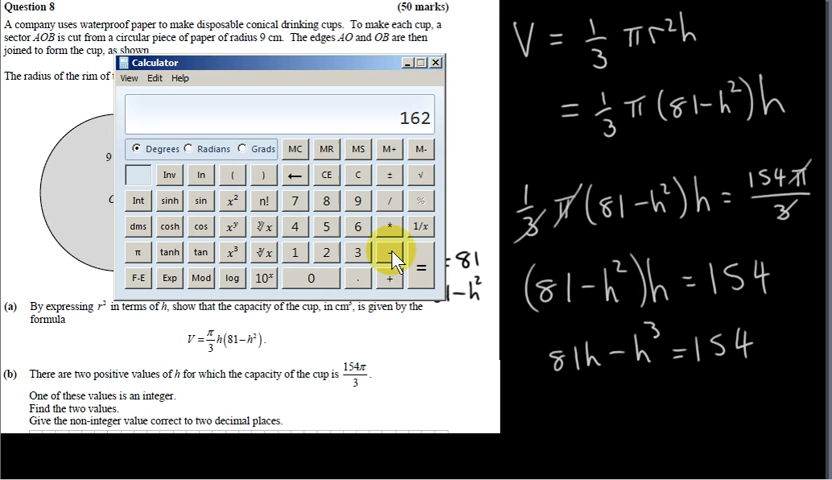 Question 8 (50 marks)
A company uses waterproof paper to make disposable conical drinking cups. To make each cup, a
sector AOB is cut from a circular piece of paper of radius 9 cm. The edges AO and OB are then
joined to form the cup, as shown.
The radius of the rim of
9
Calculator
View Edit Help
162
Degrees Radians Grads MC MR MS M+ M-
Inv ln ( ) ← CE C ± √
Int sinh sin x² n! 7 8 9 / %
dms cosh cos xʸ ʸ√x 4 5 6 * 1/x
π tanh tan x³ ³√x 1 2 3 - =
F-E Exp Mod log 10ˣ 0 . +
= 81
- h²
(a) By expressing r² in terms of h, show that the capacity of the cup, in cm³, is given by the
formula
V = π/3 h(81−h²).
(b) There are two positive values of h for which the capacity of the cup is 154π/3.
One of these values is an integer.
Find the two values.
Give the non-integer value correct to two decimal places.
V = 1/3 πr²h
= 1/3 π(81−h²)h
1/3 π(81−h²)h = 154π/3
(81−h²)h = 154
81h − h³ = 154